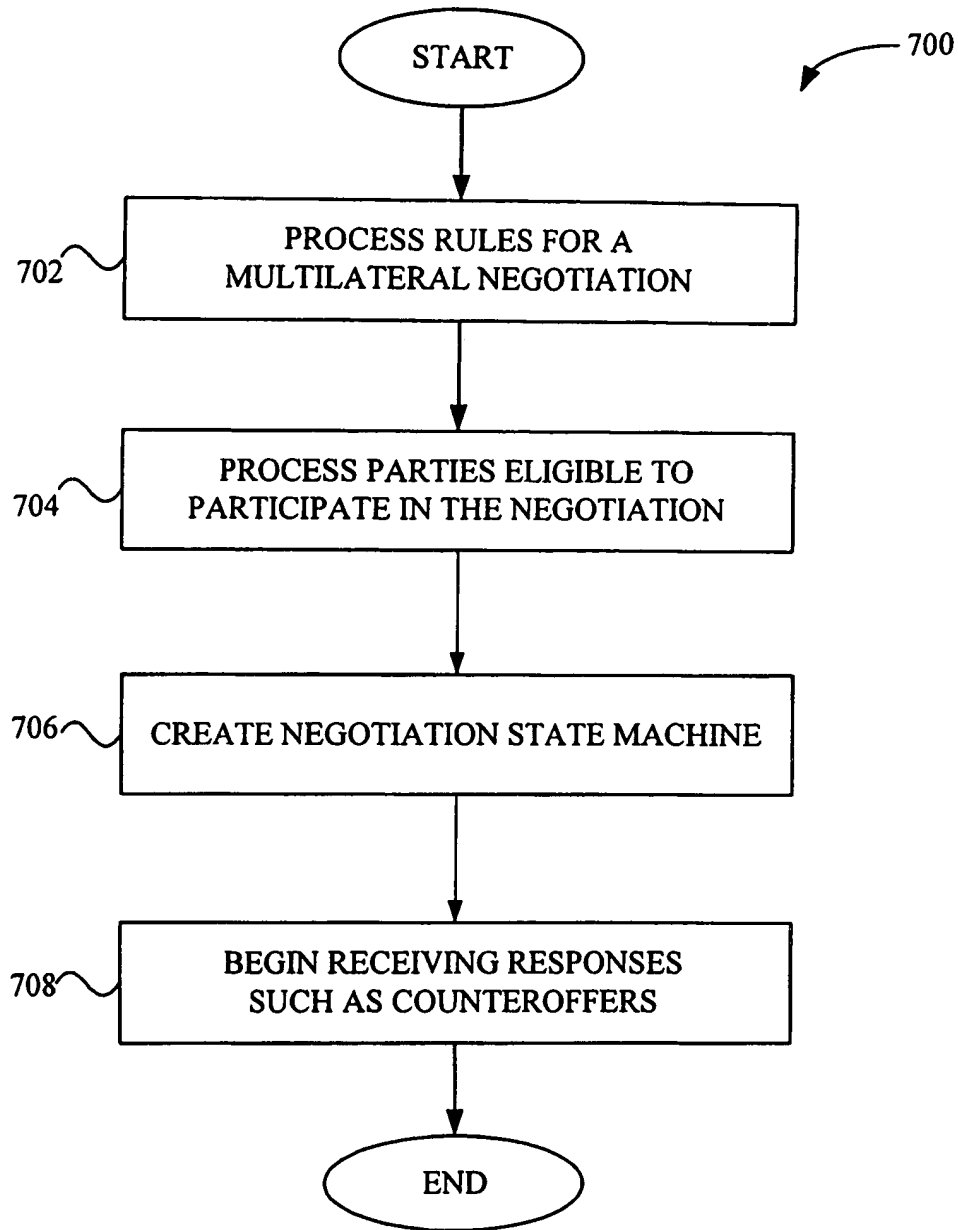 START
700
PROCESS RULES FOR A
MULTILATERAL NEGOTIATION
702
PROCESS PARTIES ELIGIBLE TO
PARTICIPATE IN THE NEGOTIATION
704
706
CREATE NEGOTIATION STATE MACHINE
BEGIN RECEIVING RESPONSES
SUCH AS COUNTEROFFERS
708
END